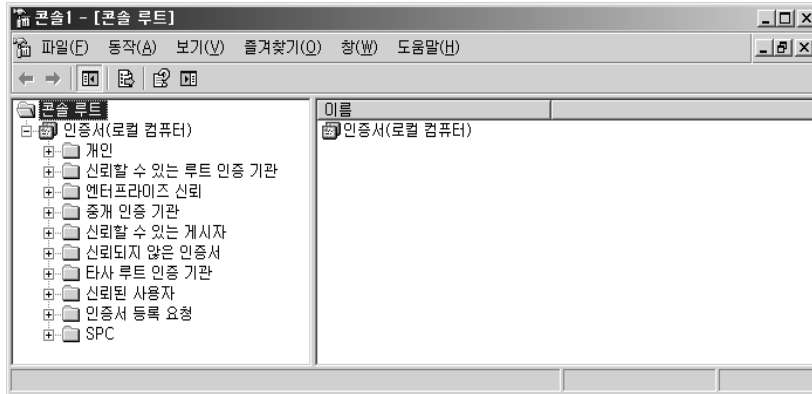 콘솔1 - [콘솔 루트]
파일(F) 동작(A) 보기(V) 즐겨찾기(O) 창(W) 도움말(H)
콘솔 루트
인증서(로컬 컴퓨터)
개인
신뢰할 수 있는 루트 인증 기관
엔터프라이즈 신뢰
중개 인증 기관
신뢰할 수 있는 게시자
신뢰되지 않은 인증서
타사 루트 인증 기관
신뢰된 사용자
인증서 등록 요청
SPC
이름
인증서(로컬 컴퓨터)